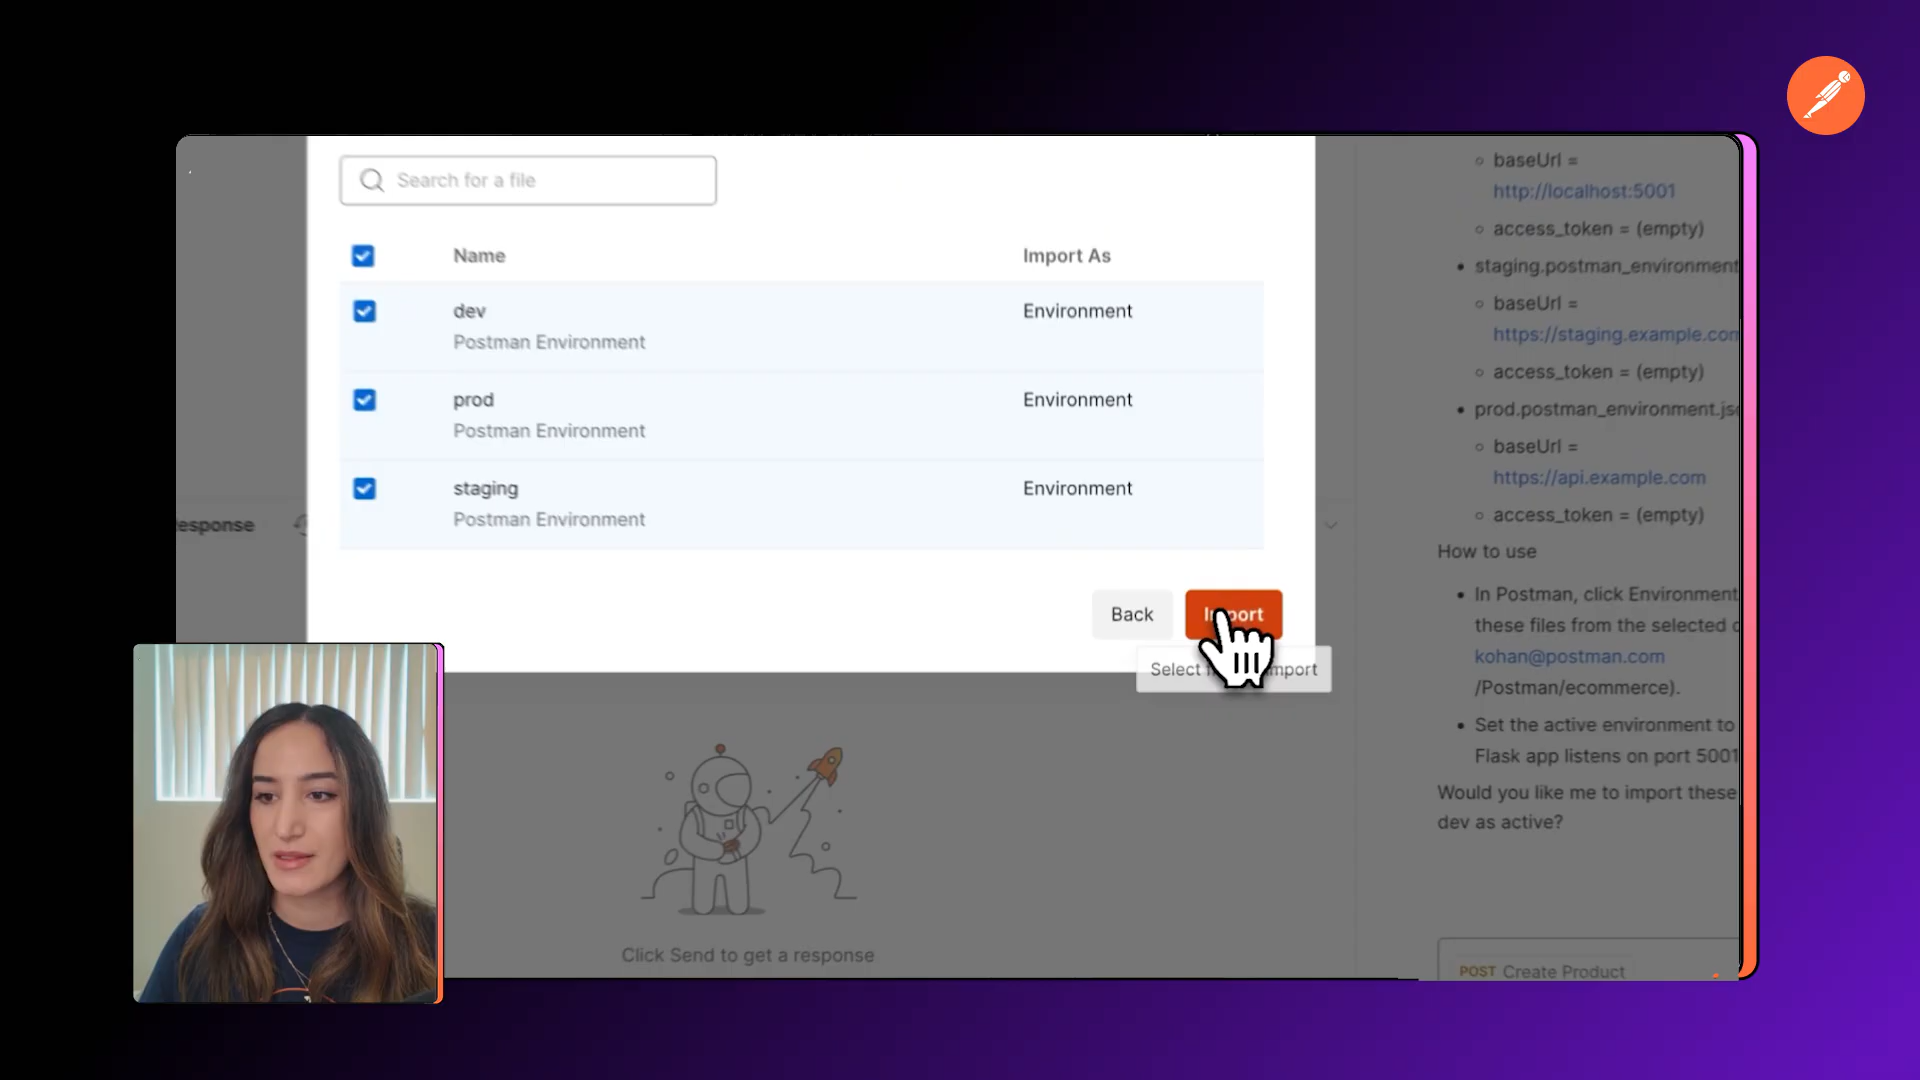 Search for a file
Name
Import As
dev
Environment
Postman Environment
prod
Environment
Postman Environment
staging
Environment
Postman Environment
Back
Import
Select
import
esponse
Click Send to get a response
baseUrl =
http://localhost:5001
access_token = (empty)
staging.postman_environment
baseUrl =
https://staging.example.com
access_token = (empty)
prod.postman_environment.js
baseUrl =
https://api.example.com
access_token = (empty)
How to use
In Postman, click Environment
these files from the selected
kohan@postman.com
/Postman/ecommerce).
Set the active environment to
Flask app listens on port 5001
Would you like me to import these
dev as active?
POST Create Product